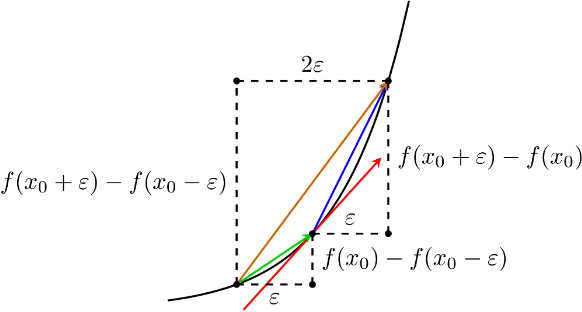 2ε
f(x₀ + ε) − f(x₀)
f(x₀ + ε) − f(x₀ − ε)
ε
f(x₀) − f(x₀ − ε)
ε